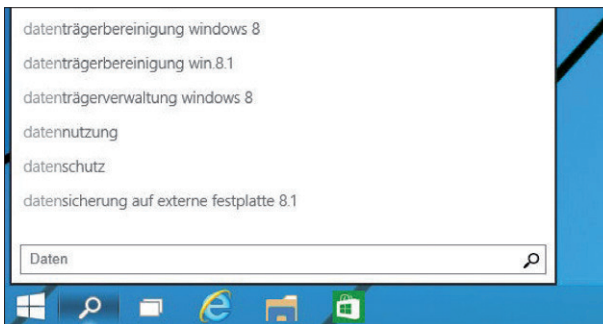 datenträgerbereinigung windows 8
datenträgerbereinigung win.8.1
datenträgerverwaltung windows 8
datennutzung
datenschutz
datensicherung auf externe festplatte 8.1
Daten